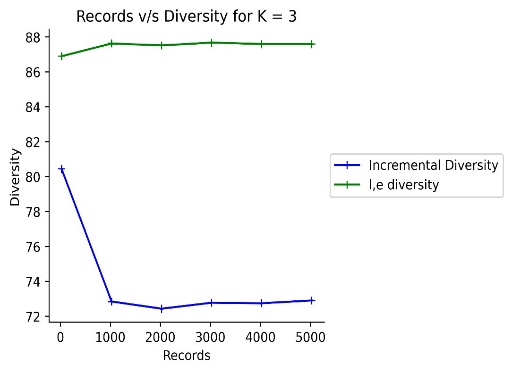 Records v/s Diversity for K = 3
88
86
84
82
80
78
76
74
72
Diversity
0 1000 2000 3000 4000 5000
Records
Incremental Diversity
l,e diversity